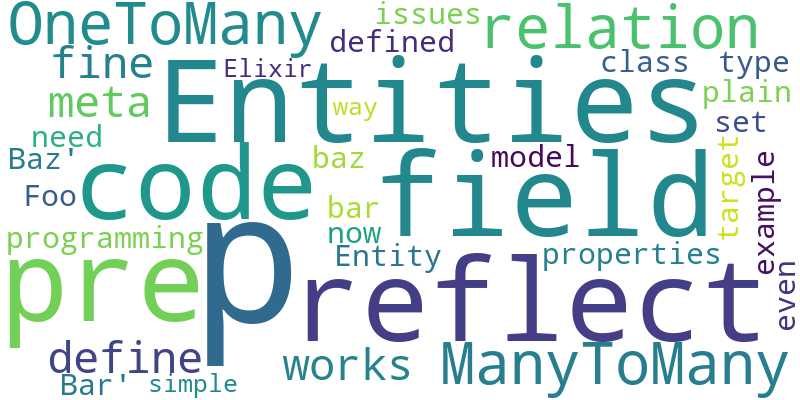 OneToMany
issues
relation
defined
fine
Elixir
class
type
meta
Entities
way
plain
need
set
Baz'
code
baz
model
field
target
example
Foo
bar
programming
now
Entity
properties
pre
p
reflect
even
define
works
ManyToMany
Bar'
simple